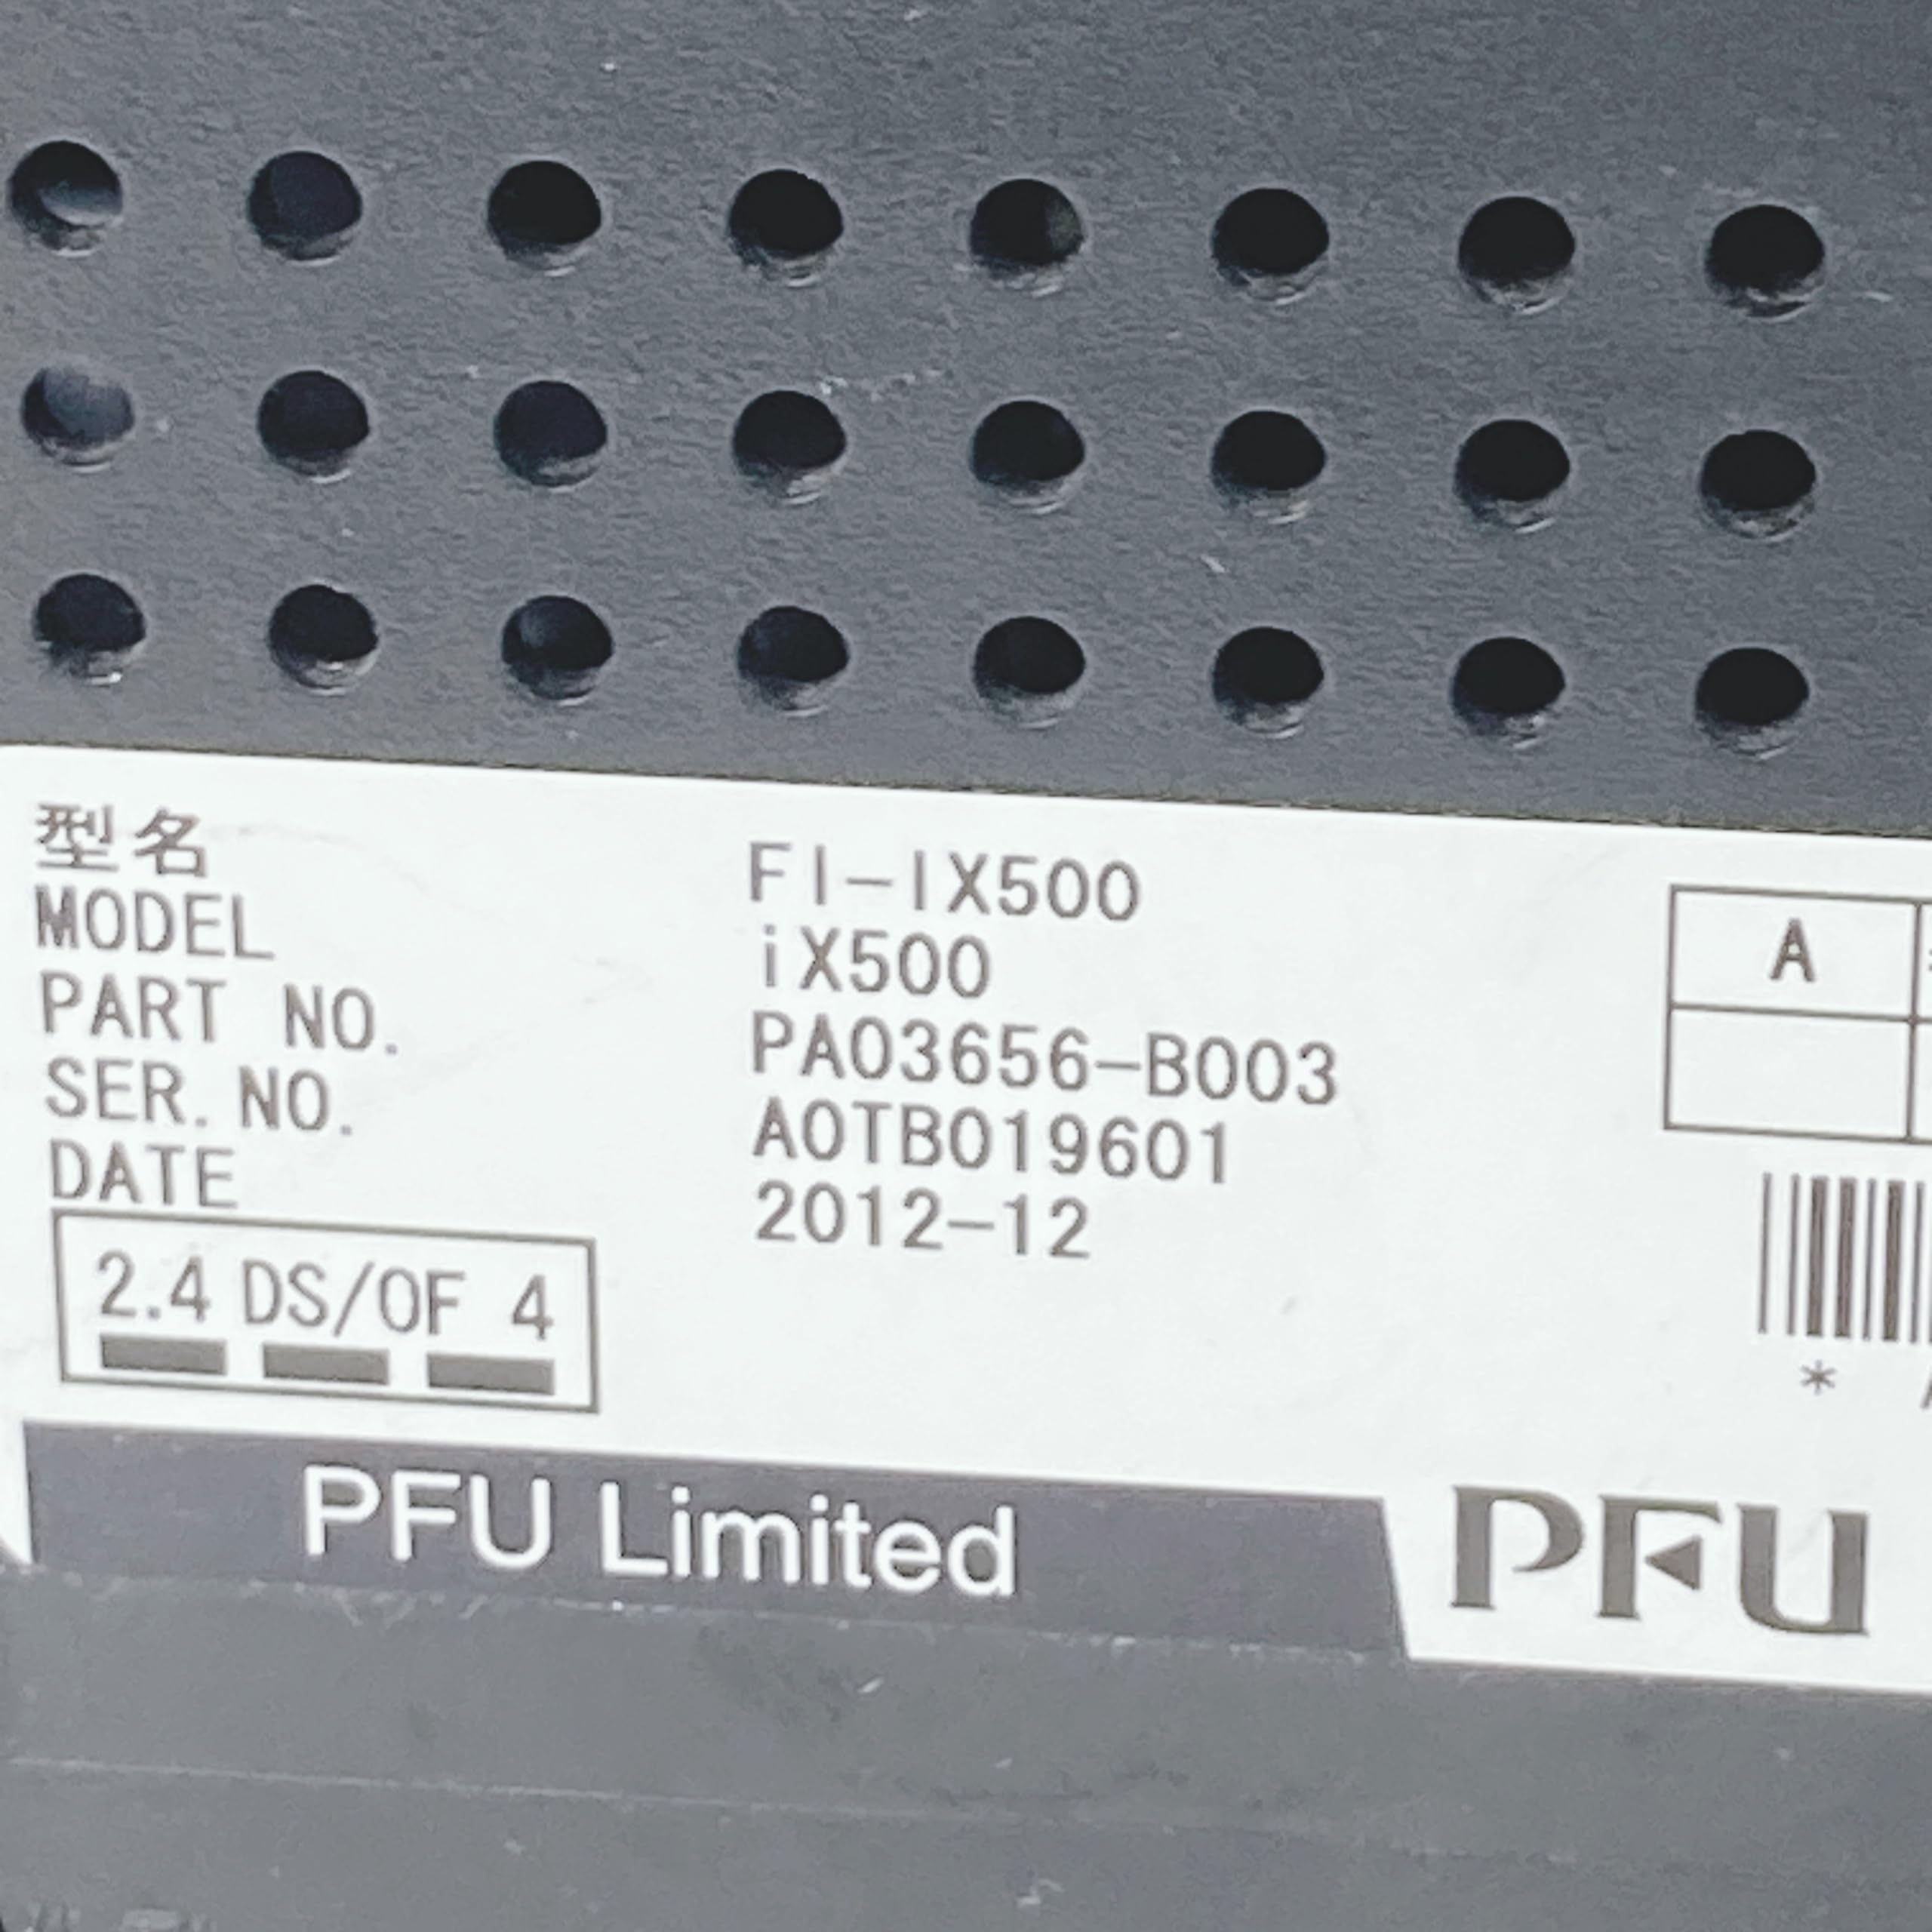 型名 FI-IX500
MODEL iX500
PART NO. PA03656-B003
SER. NO. A0TB019601
DATE 2012-12
A
2.4 DS/OF 4
*
PFU Limited
PFU